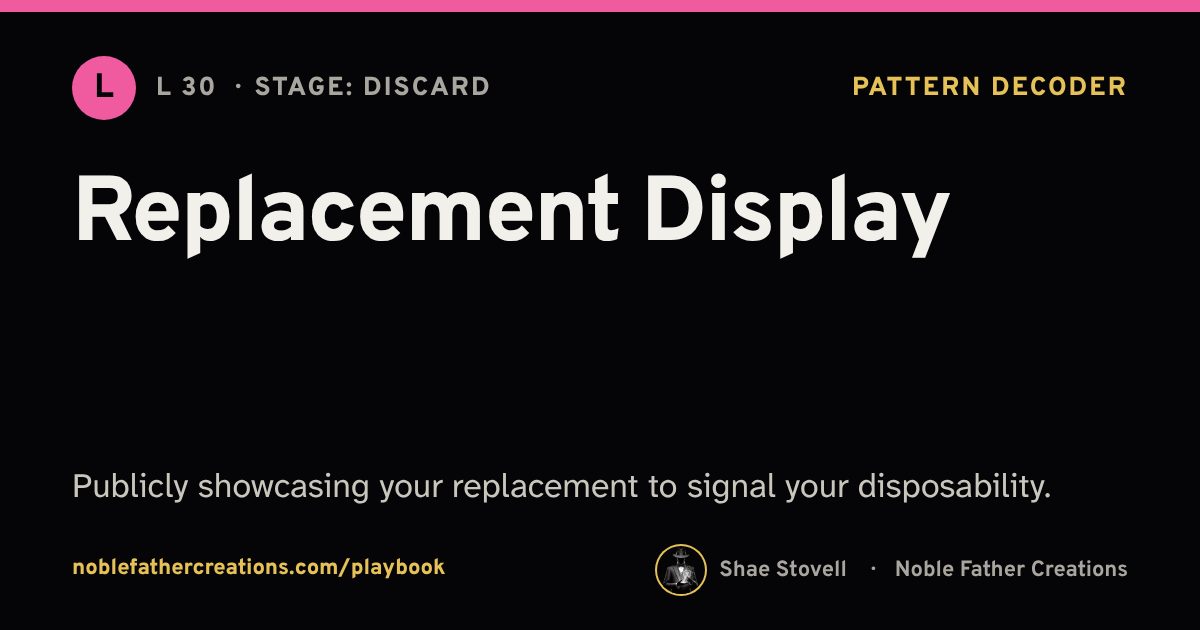 L
L 30 · STAGE: DISCARD
PATTERN DECODER
Replacement Display
Publicly showcasing your replacement to signal your disposability.
noblefathercreations.com/playbook
Shae Stovell · Noble Father Creations